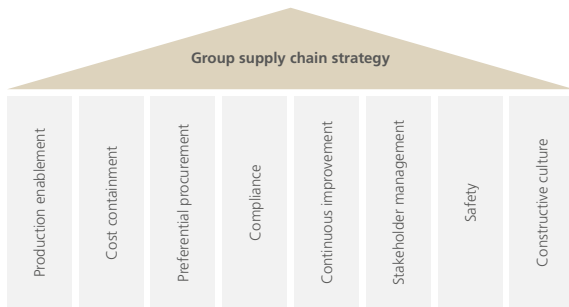 Group supply chain strategy
Production enablement
Cost containment
Preferential procurement
Compliance
Continuous improvement
Stakeholder management
Safety
Constructive culture